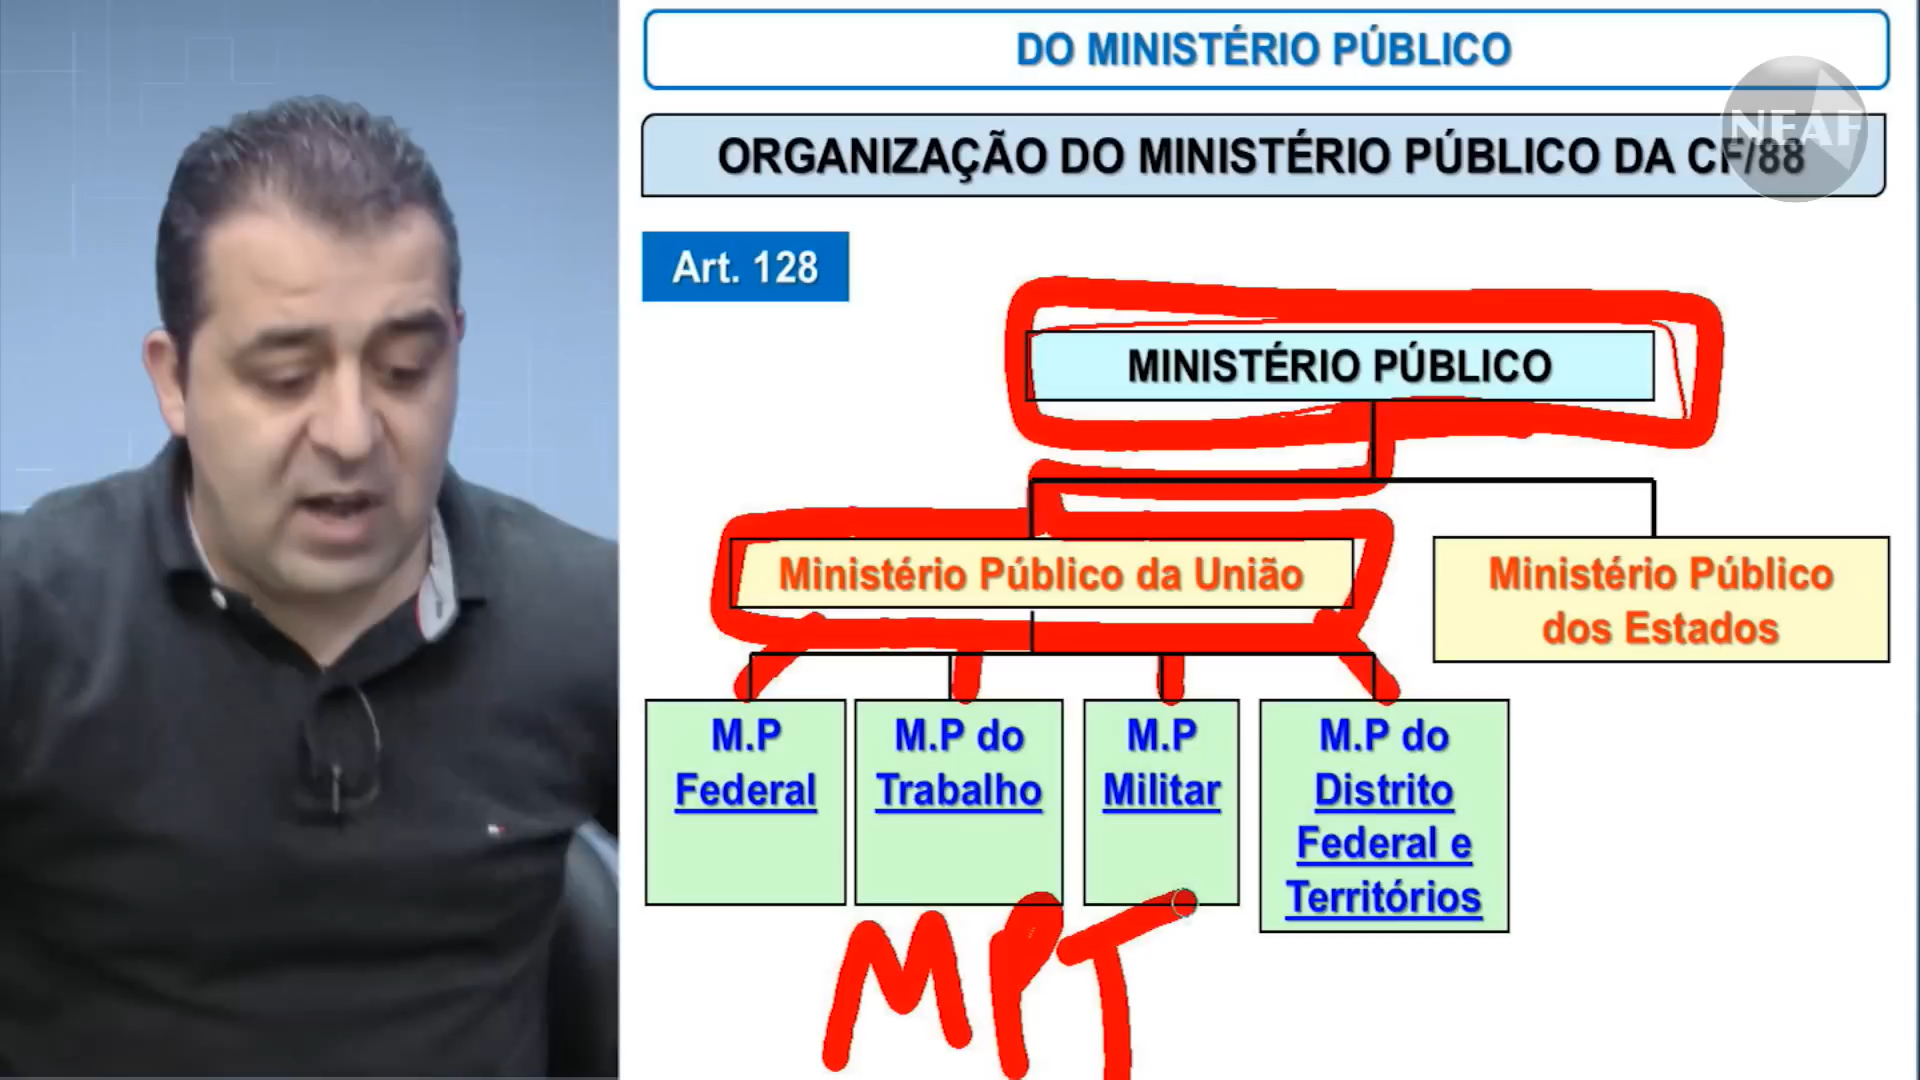 DO MINISTÉRIO PÚBLICO
NEAF
ORGANIZAÇÃO DO MINISTÉRIO PÚBLICO DA CF/88
Art. 128
MINISTÉRIO PÚBLICO
Ministério Público da União
Ministério Público
dos Estados
M.P
Federal
M.P do
Trabalho
M.P
Militar
M.P do
Distrito
Federal e
Territórios
MPT